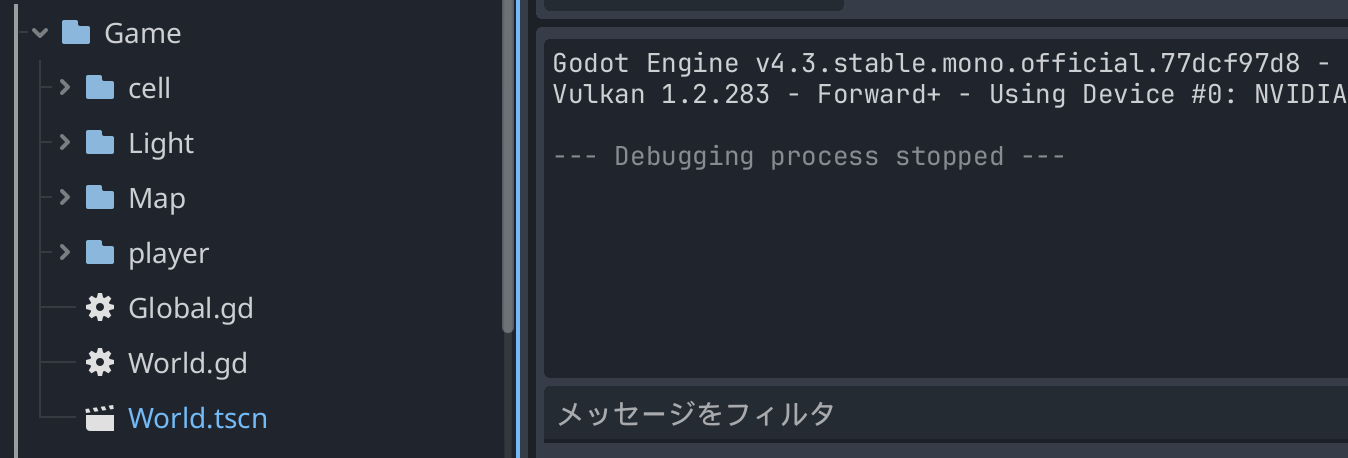 Game
cell
Light
Map
player
Global.gd
World.gd
World.tscn
Godot Engine v4.3.stable.mono.official.77dcf97d8 -
Vulkan 1.2.283 - Forward+ - Using Device #0: NVIDIA
--- Debugging process stopped ---
メッセージをフィルタ